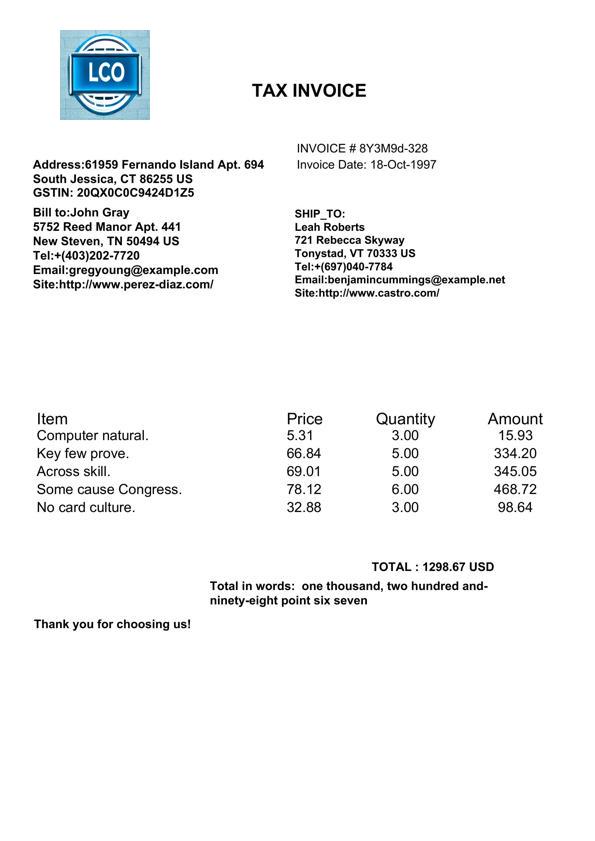 LCO
TAX INVOICE
INVOICE # 8Y3M9d-328
Invoice Date: 18-Oct-1997
Address:61959 Fernando Island Apt. 694
South Jessica, CT 86255 US
GSTIN: 20QX0C0C9424D1Z5
Bill to:John Gray
5752 Reed Manor Apt. 441
New Steven, TN 50494 US
Tel:+(403)202-7720
Email:gregyoung@example.com
Site:http://www.perez-diaz.com/
SHIP_TO:
Leah Roberts
721 Rebecca Skyway
Tonystad, VT 70333 US
Tel:+(697)040-7784
Email:benjamincummings@example.net
Site:http://www.castro.com/
Item Price Quantity Amount
Computer natural. 5.31 3.00 15.93
Key few prove. 66.84 5.00 334.20
Across skill. 69.01 5.00 345.05
Some cause Congress. 78.12 6.00 468.72
No card culture. 32.88 3.00 98.64
TOTAL : 1298.67 USD
Total in words: one thousand, two hundred and-
ninety-eight point six seven
Thank you for choosing us!